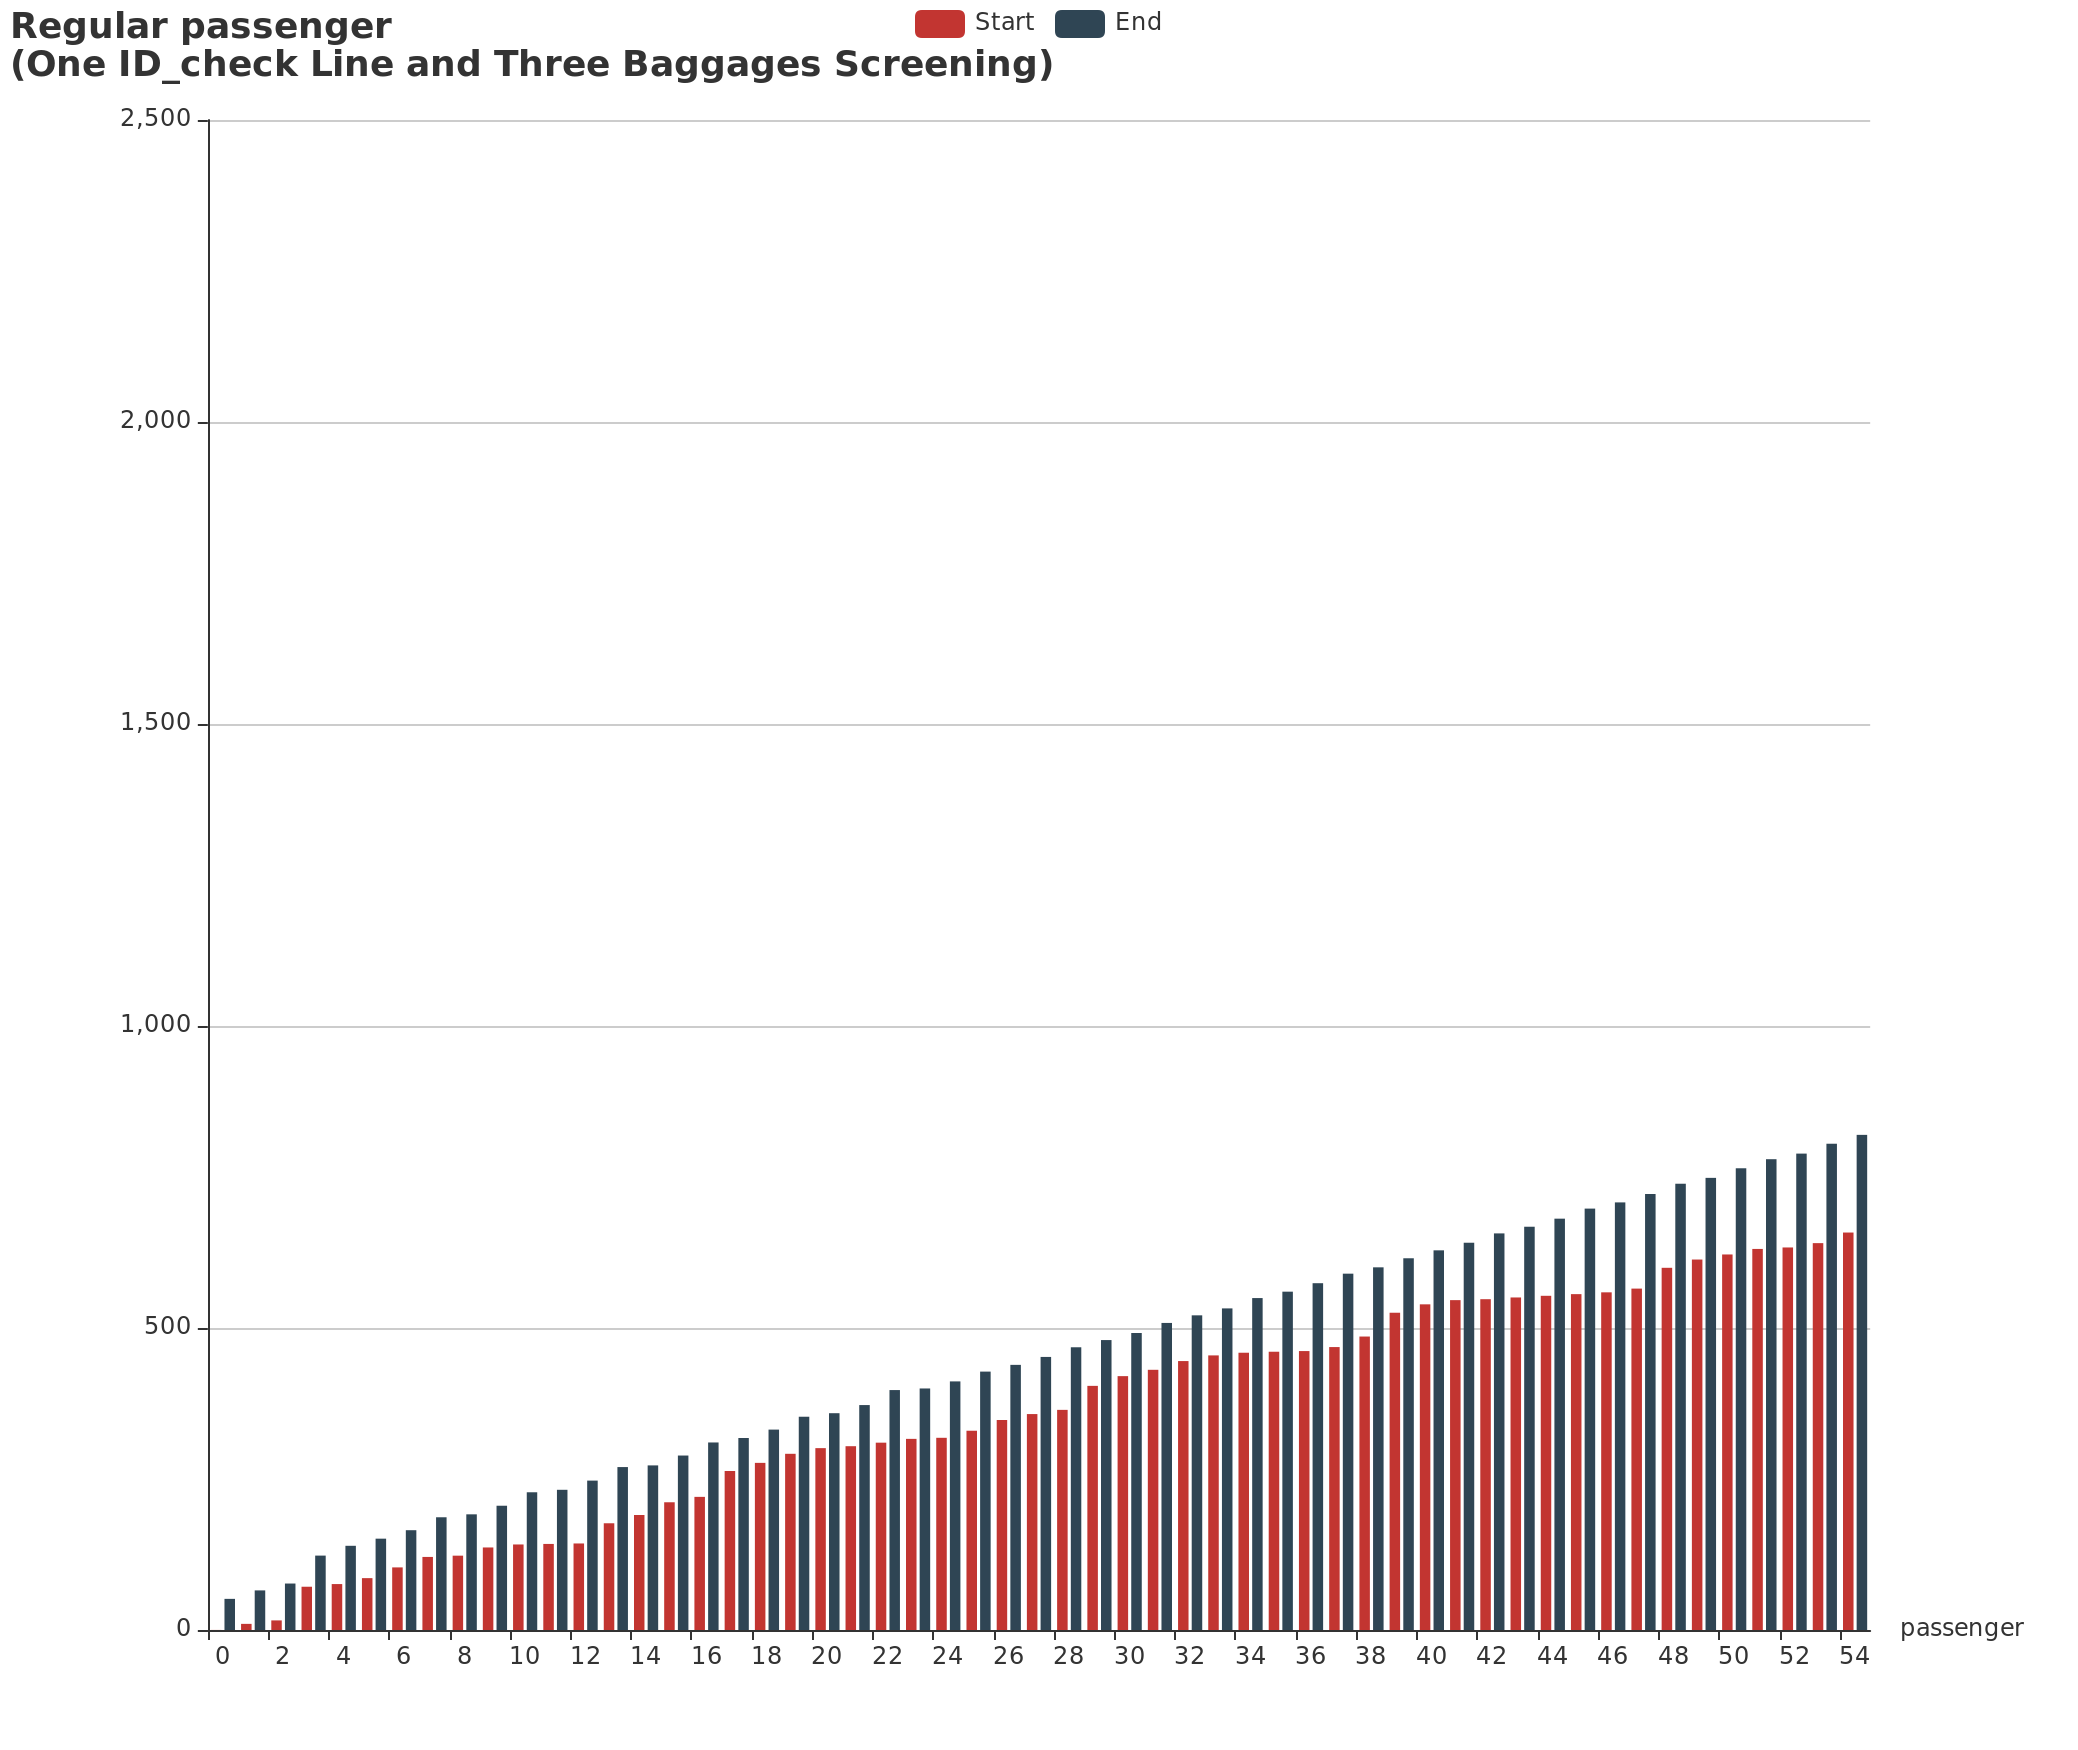 Regular passenger
(One ID_check Line and Three Baggages Screening)
Start End
2,500
2,000
1,500
1,000
500
0
0 2 4 6 8 10 12 14 16 18 20 22 24 26 28 30 32 34 36 38 40 42 44 46 48 50 52 54
passenger